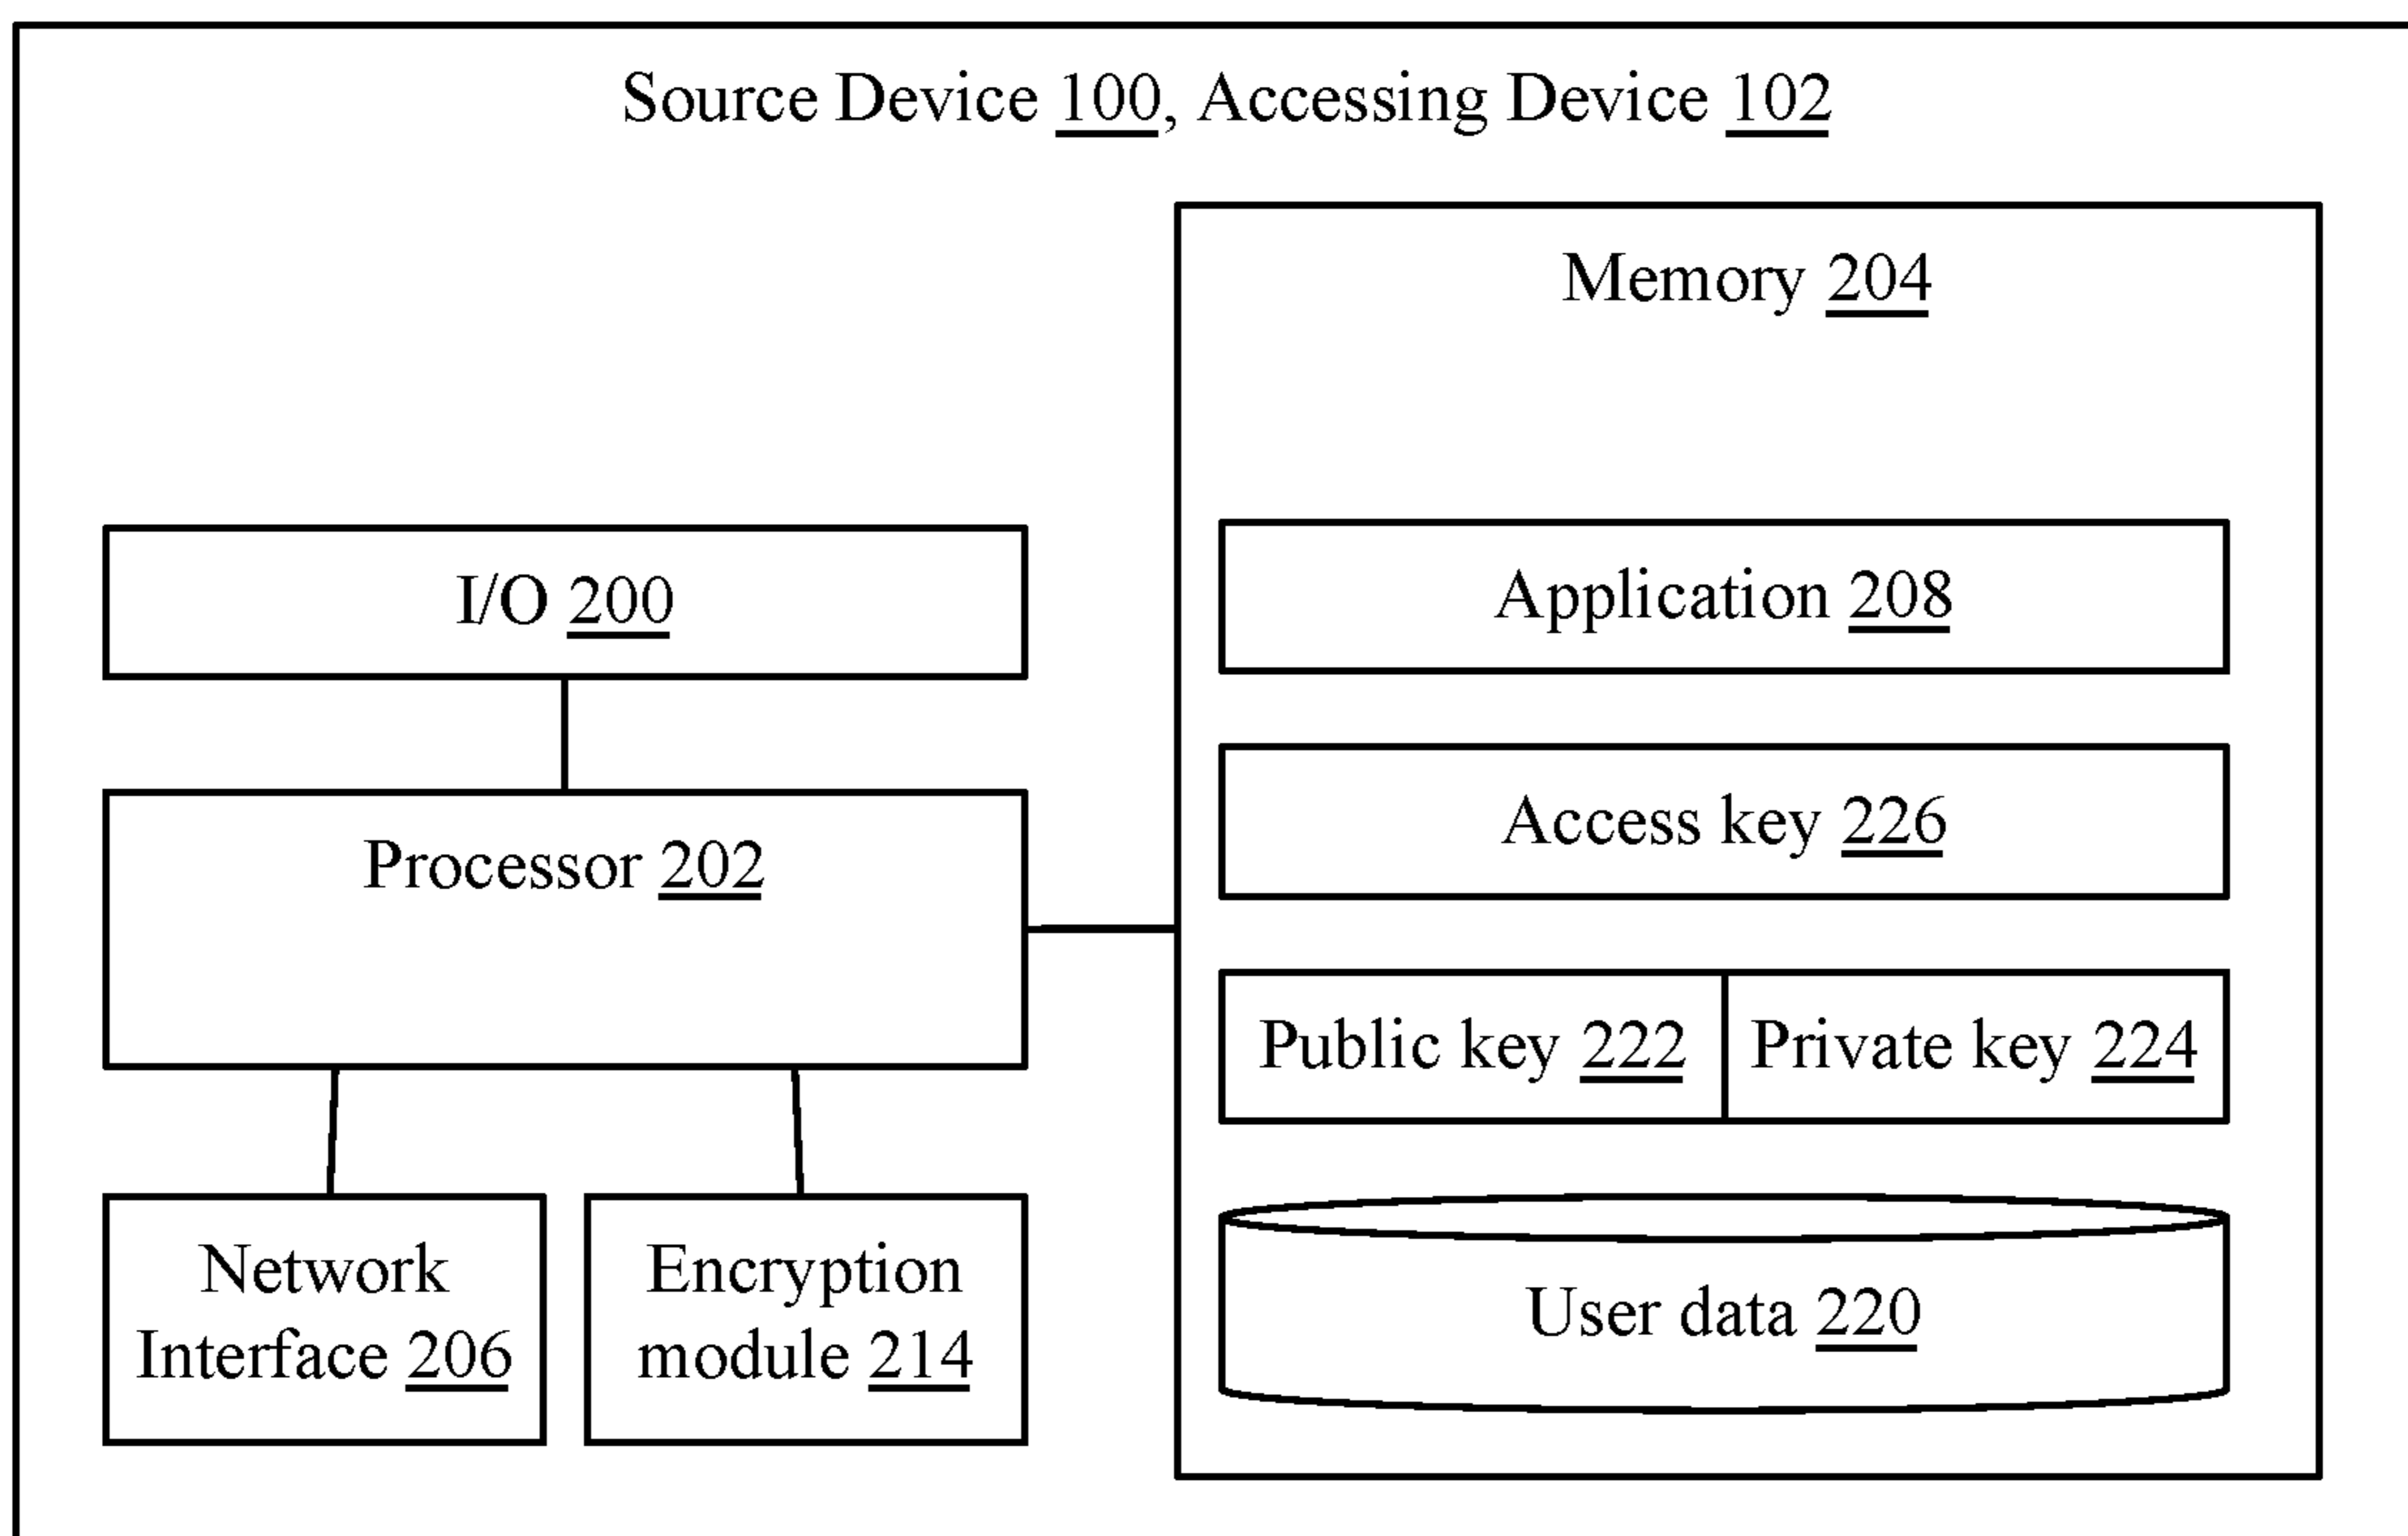 Source Device 100, Accessing Device 102
Memory 204
I/O 200
Processor 202
Network
Interface 206
Encryption
module 214
Application 208
Access key 226
Public key 222
Private key 224
User data 220